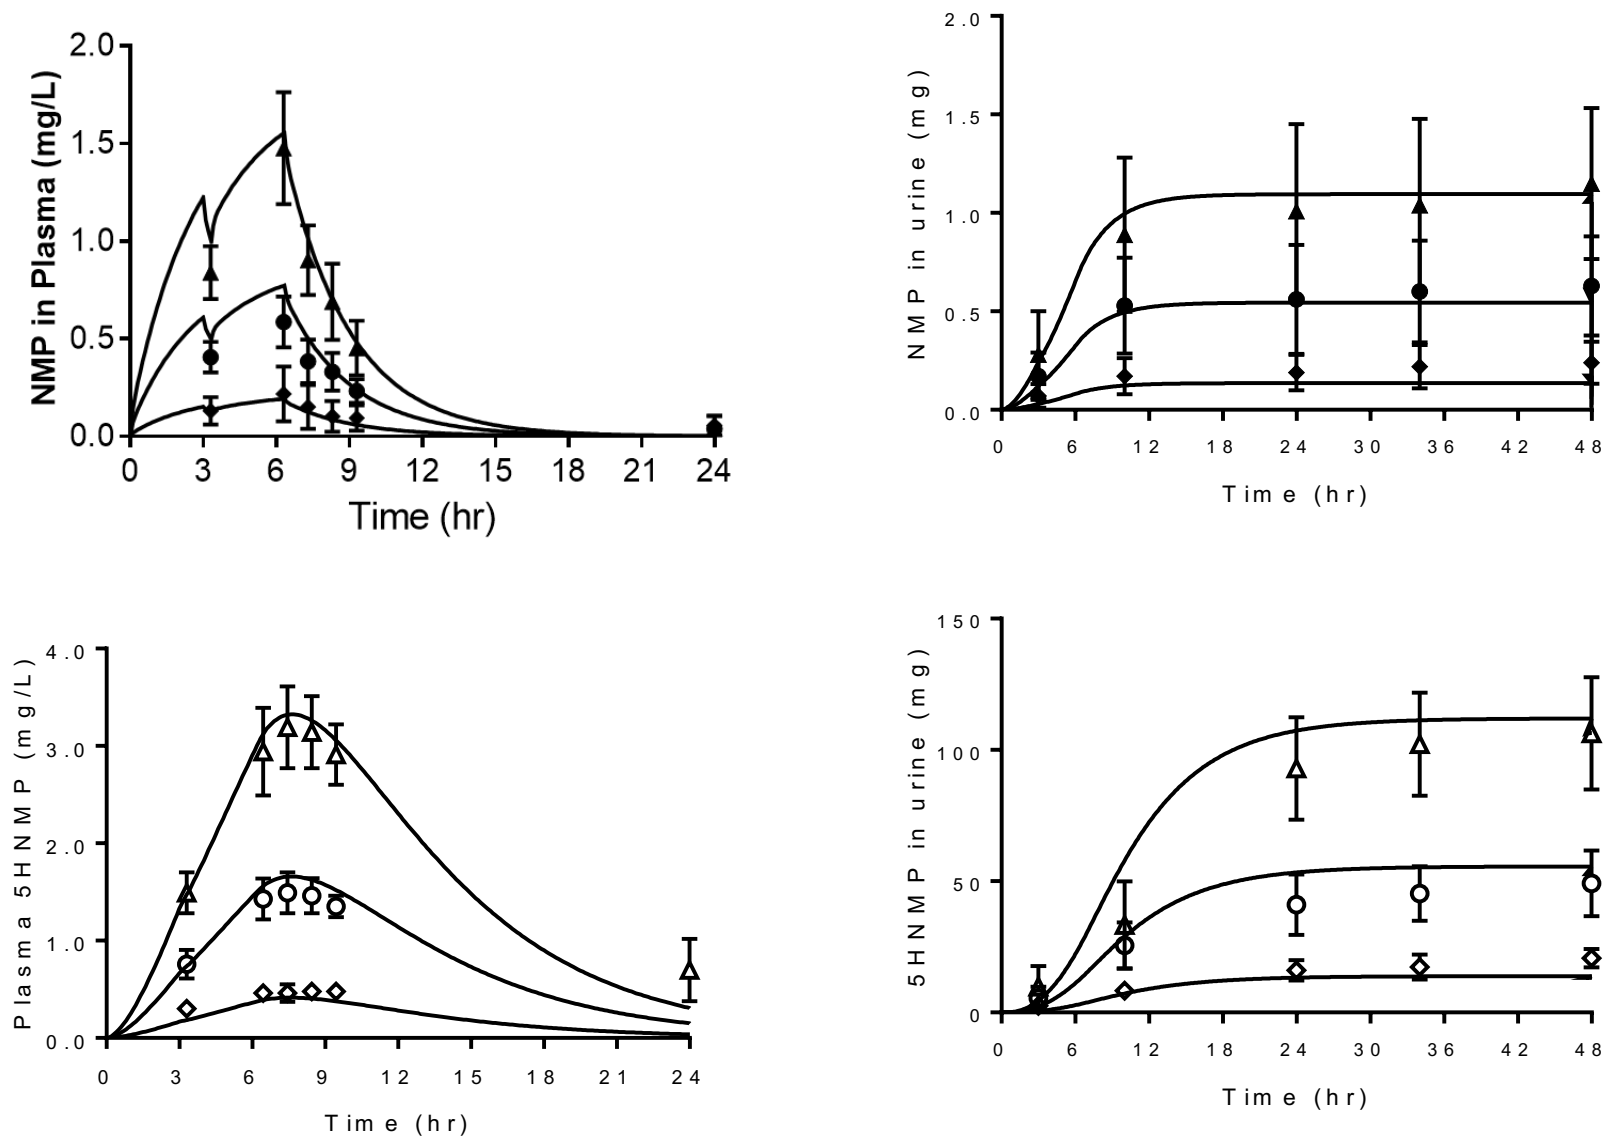 NMP in Plasma (mg/L)
2.0
1.5
1.0
0.5
0.0
0 3 6 9 12 15 18 21 24
Time (hr)
NMP in urine (mg)
2.0
1.5
1.0
0.5
0.0
0 6 12 18 24 30 36 42 48
Time (hr)
Plasma 5HNMP (mg/L)
4.0
3.0
2.0
1.0
0.0
0 3 6 9 12 15 18 21 24
Time (hr)
5HNMP in urine (mg)
150
100
50
0
0 6 12 18 24 30 36 42 48
Time (hr)